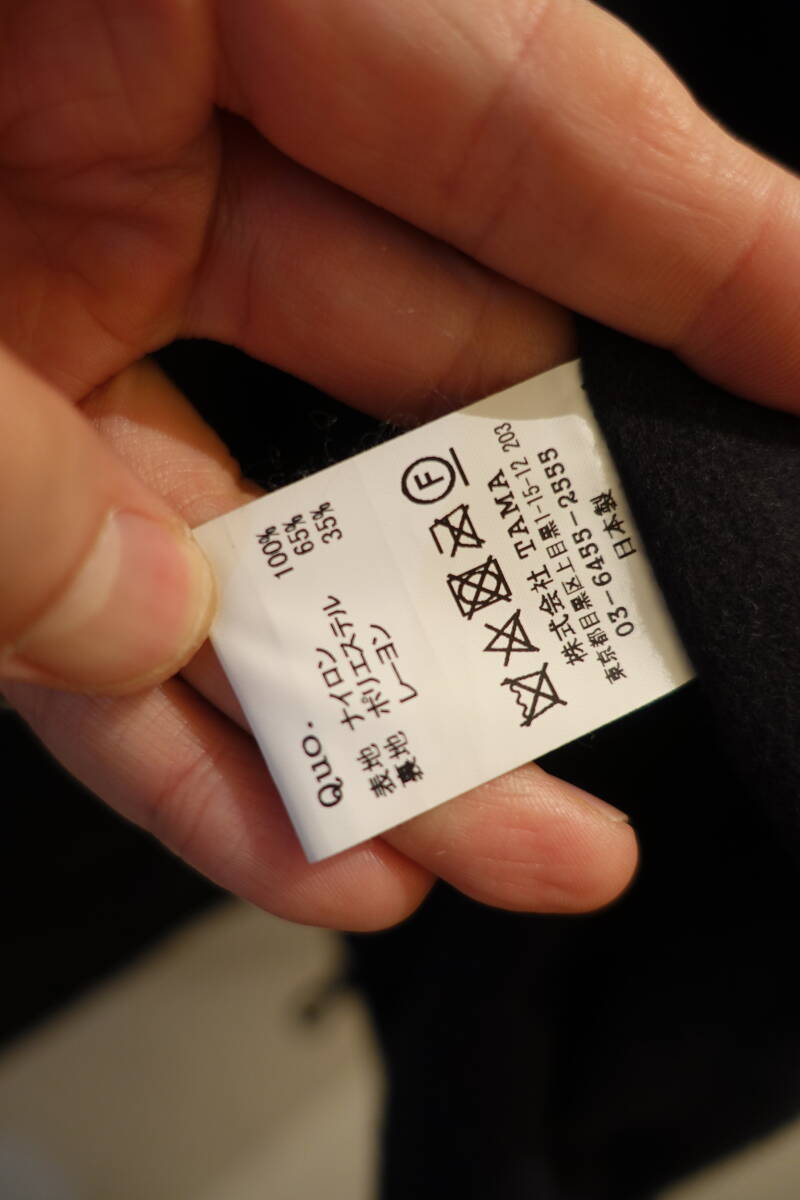 Quo.
表地 ナイロン 100%
裏地 ポリエステル 65%
レーヨン 35%
F
株式会社 TAMA
東京都目黒区上目黒1-15-12 203
03-6455-2555
日本製